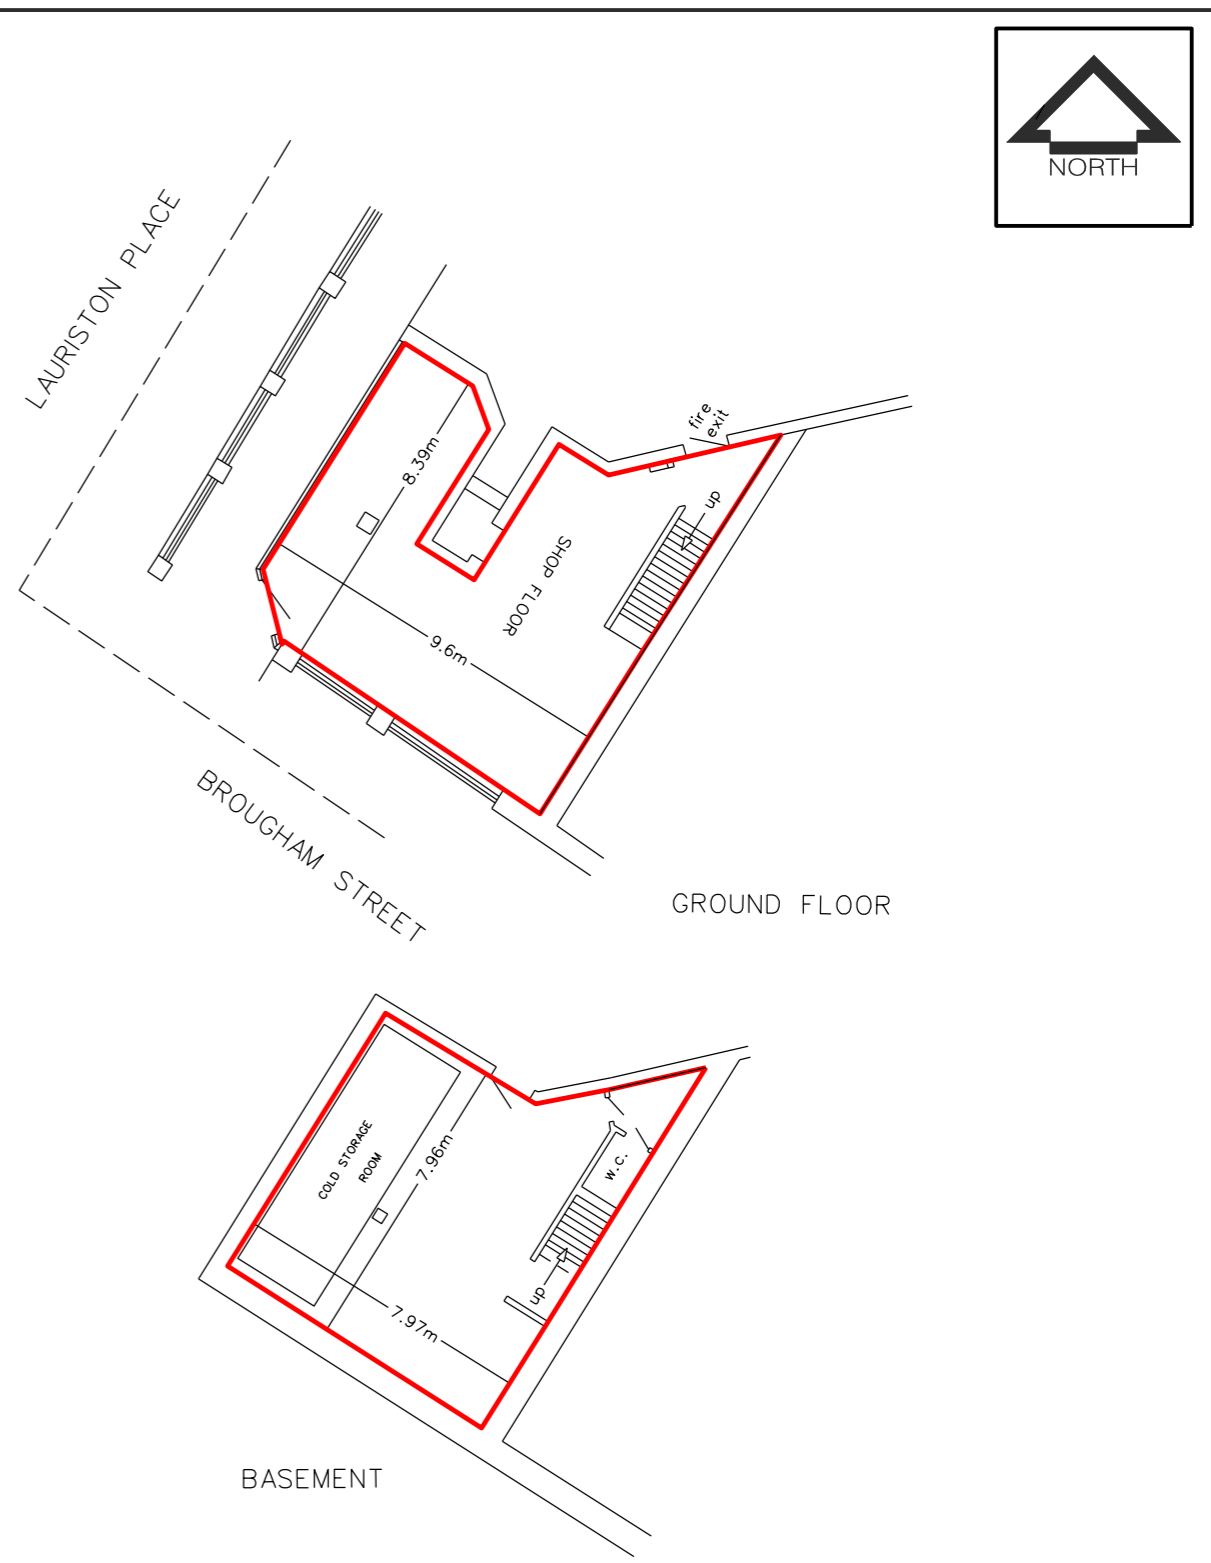 NORTH
LAURISTON PLACE
fire
exit
8.39m
dn
SHOP FLOOR
9.6m
BROUGHAM STREET
GROUND FLOOR
COLD STORAGE
ROOM
7.96m
w.c.
up
7.97m
BASEMENT